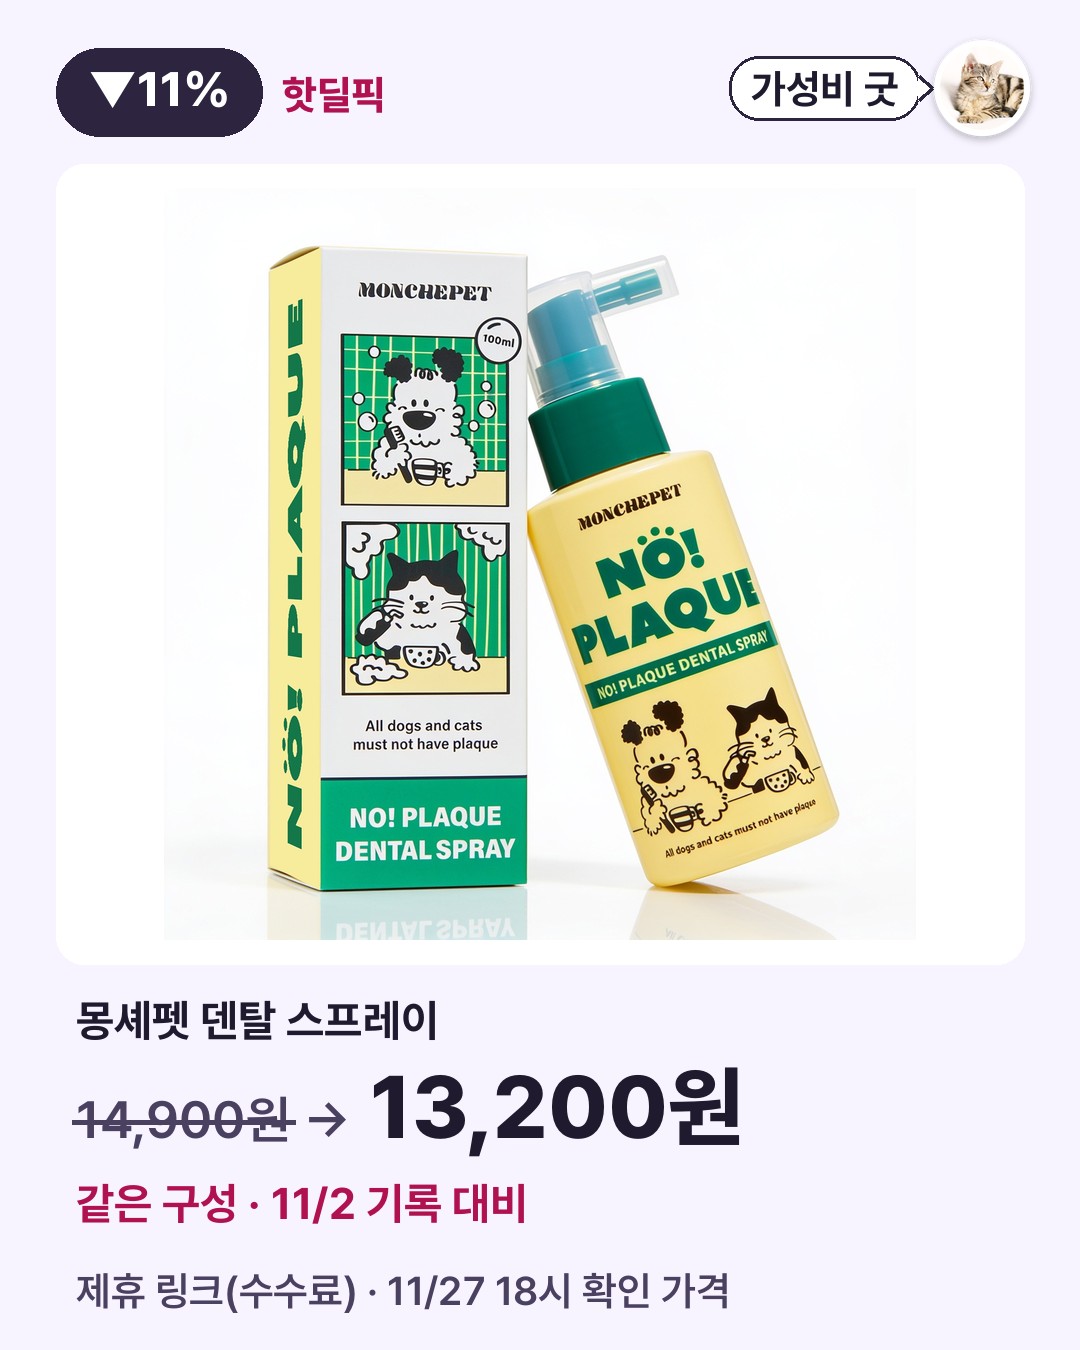 ▼11%
핫딜픽
가성비 굿
MONCHEPET
100ml
NO! PLAQUE
All dogs and cats
must not have plaque
NO! PLAQUE
DENTAL SPRAY
MONCHEPET
NÖ!
PLAQUE
NO! PLAQUE DENTAL SPRAY
All dogs and cats must not have plaque
몽셰펫 덴탈 스프레이
14,900원 → 13,200원
같은 구성 · 11/2 기록 대비
제휴 링크(수수료) · 11/27 18시 확인 가격